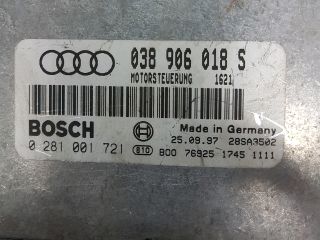 038 906 018 S
MOTORSTEUERUNG 1621
BOSCH
Made in Germany
25.09.97 28SA3502
0 281 001 721 810 800 76925 1745 1111